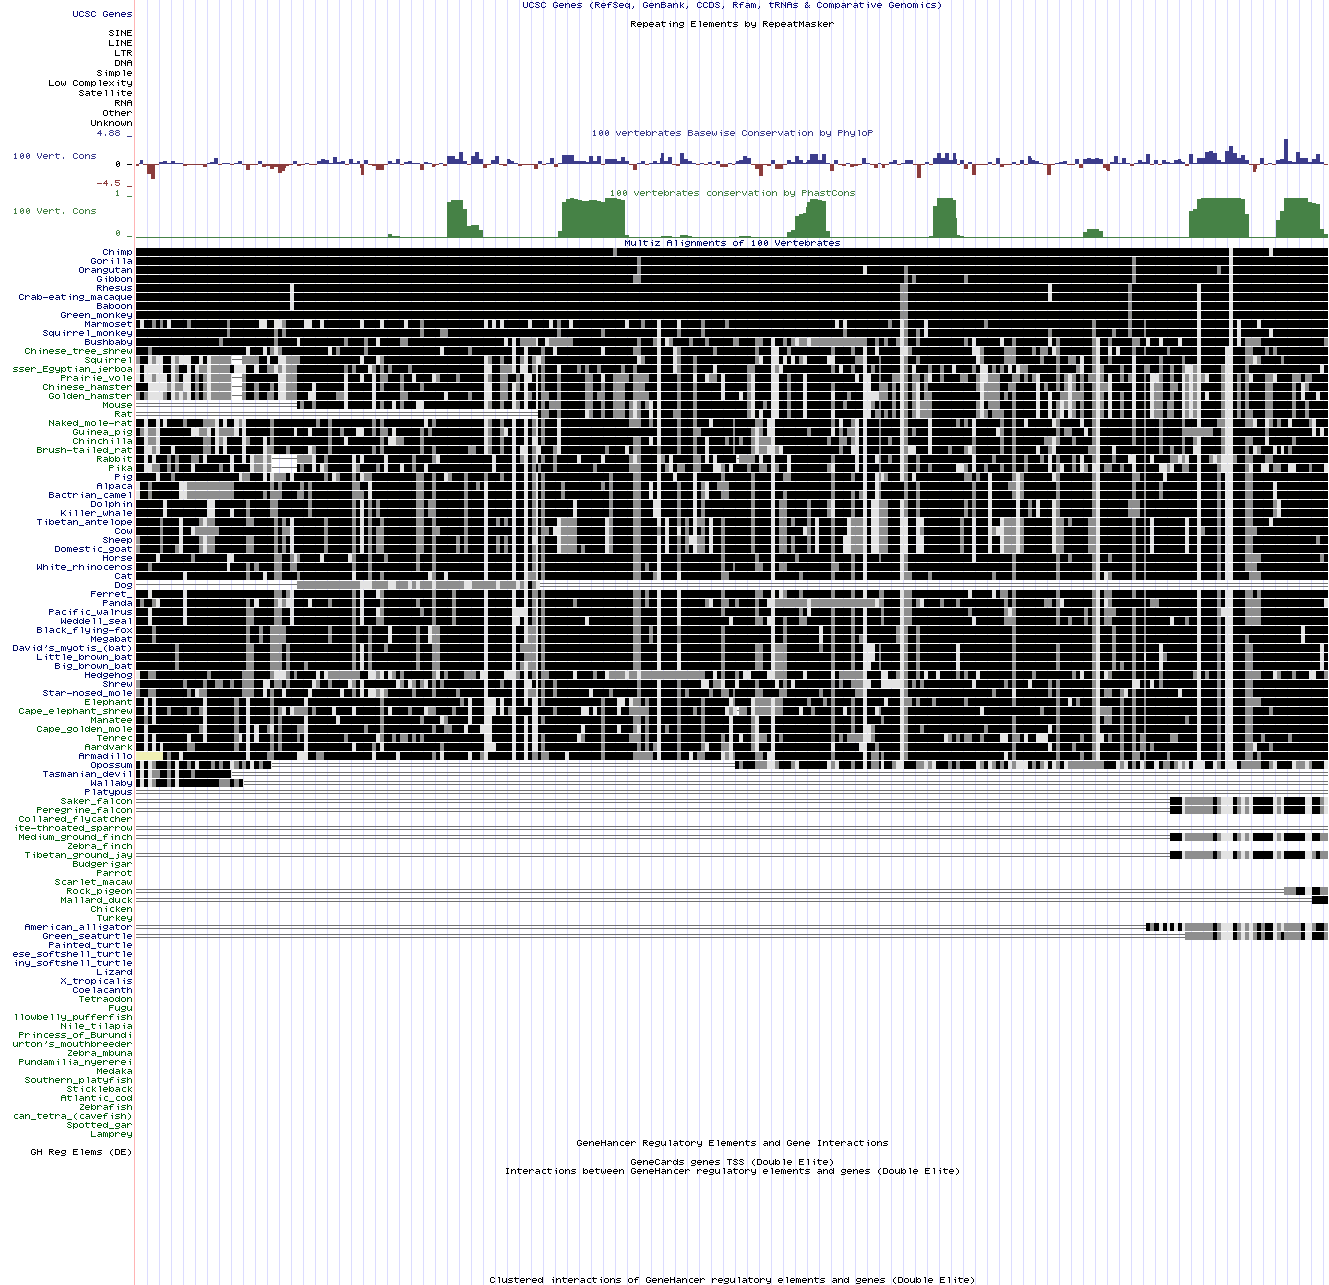 UCSC Genes (RefSeq, GenBank, CCDS, Rfam, tRNAs & Comparative Genomics)
UCSC Genes
Repeating Elements by RepeatMasker
SINE
LINE
LTR
DNA
Simple
Low Complexity
Satellite
RNA
Other
Unknown
100 vertebrates Basewise Conservation by PhyloP
4.88 _
100 Vert. Cons
0 -
-4.5 _
100 vertebrates conservation by PhastCons
1 _
100 Vert. Cons
0 _
Multiz Alignments of 100 Vertebrates
Chimp
Gorilla
Orangutan
Gibbon
Rhesus
Crab-eating_macaque
Baboon
Green_monkey
Marmoset
Squirrel_monkey
Bushbaby
Chinese_tree_shrew
Squirrel
sser_Egyptian_jerboa
Prairie_vole
Chinese_hamster
Golden_hamster
Mouse
Rat
Naked_mole-rat
Guinea_pig
Chinchilla
Brush-tailed_rat
Rabbit
Pika
Pig
Alpaca
Bactrian_camel
Dolphin
Killer_whale
Tibetan_antelope
Cow
Sheep
Domestic_goat
Horse
White_rhinoceros
Cat
Dog
Ferret_
Panda
Pacific_walrus
Weddell_seal
Black_flying-fox
Megabat
David's_myotis_(bat)
Little_brown_bat
Big_brown_bat
Hedgehog
Shrew
Star-nosed_mole
Elephant
Cape_elephant_shrew
Manatee
Cape_golden_mole
Tenrec
Aardvark
Armadillo
Opossum
Tasmanian_devil
Wallaby
Platypus
Saker_falcon
Peregrine_falcon
Collared_flycatcher
ite-throated_sparrow
Medium_ground_finch
Zebra_finch
Tibetan_ground_jay
Budgerigar
Parrot
Scarlet_macaw
Rock_pigeon
Mallard_duck
Chicken
Turkey
American_alligator
Green_seaturtle
Painted_turtle
ese_softshell_turtle
iny_softshell_turtle
Lizard
X_tropicalis
Coelacanth
Tetraodon
Fugu
llowbelly_pufferfish
Nile_tilapia
Princess_of_Burundi
urton's_mouthbreeder
Zebra_mbuna
Pundamilia_nyererei
Medaka
Southern_platyfish
Stickleback
Atlantic_cod
Zebrafish
can_tetra_(cavefish)
Spotted_gar
Lamprey
GeneHancer Regulatory Elements and Gene Interactions
GH Reg Elems (DE)
GeneCards genes TSS (Double Elite)
Interactions between GeneHancer regulatory elements and genes (Double Elite)
Clustered interactions of GeneHancer regulatory elements and genes (Double Elite)